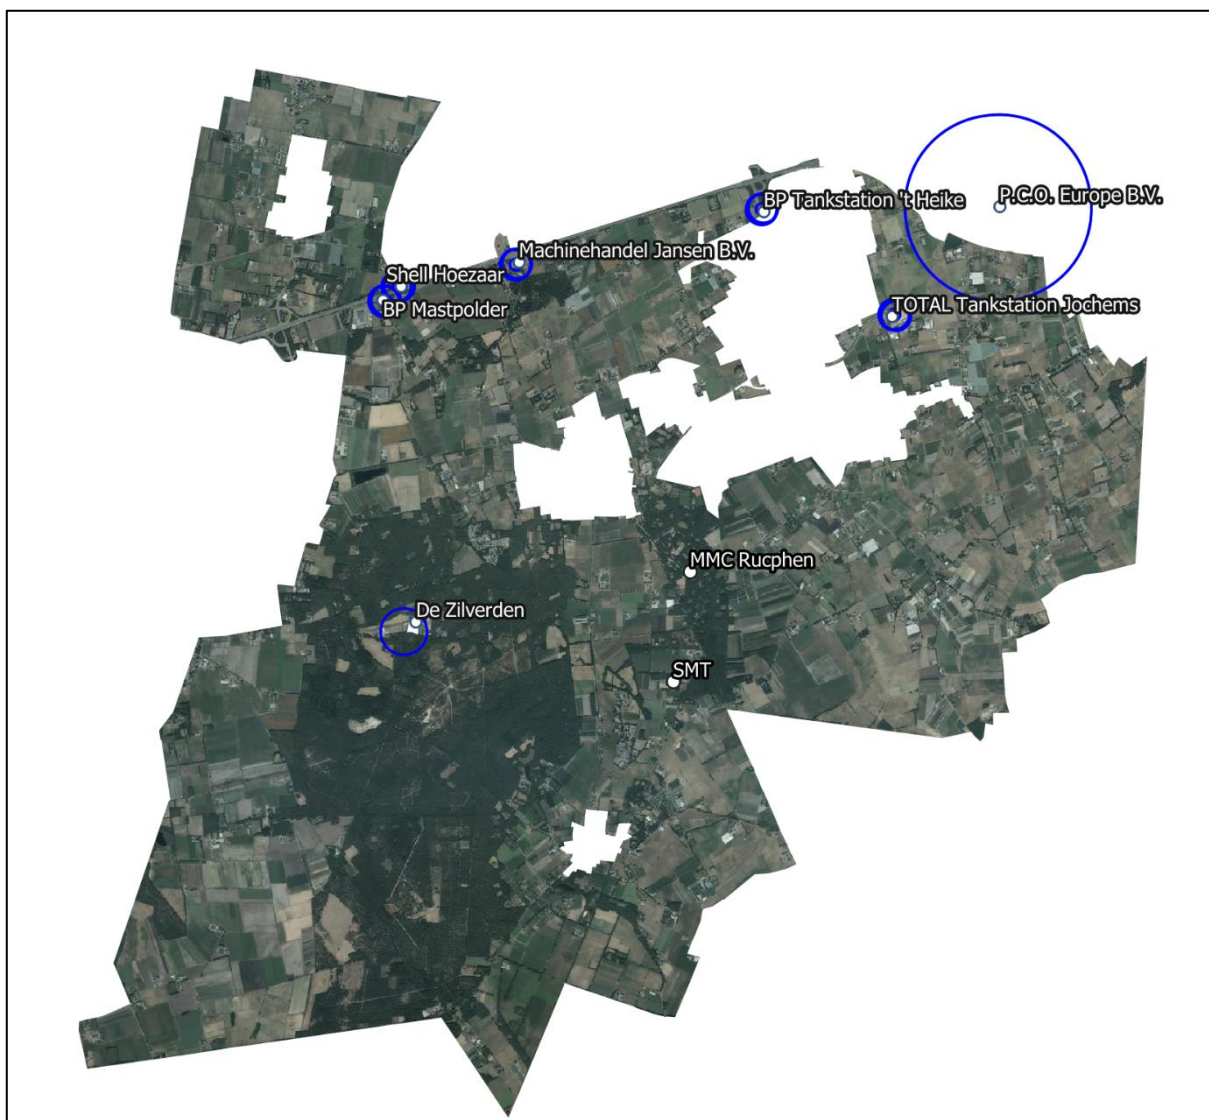 P.C.O. Europe B.V.
BP Tankstation 't Heike
Machinehandel Jansen B.V.
Shell Hoezaar
BP Mastpolder
TOTAL Tankstation Jochems
MMC Rucphen
De Zilverden
SMT